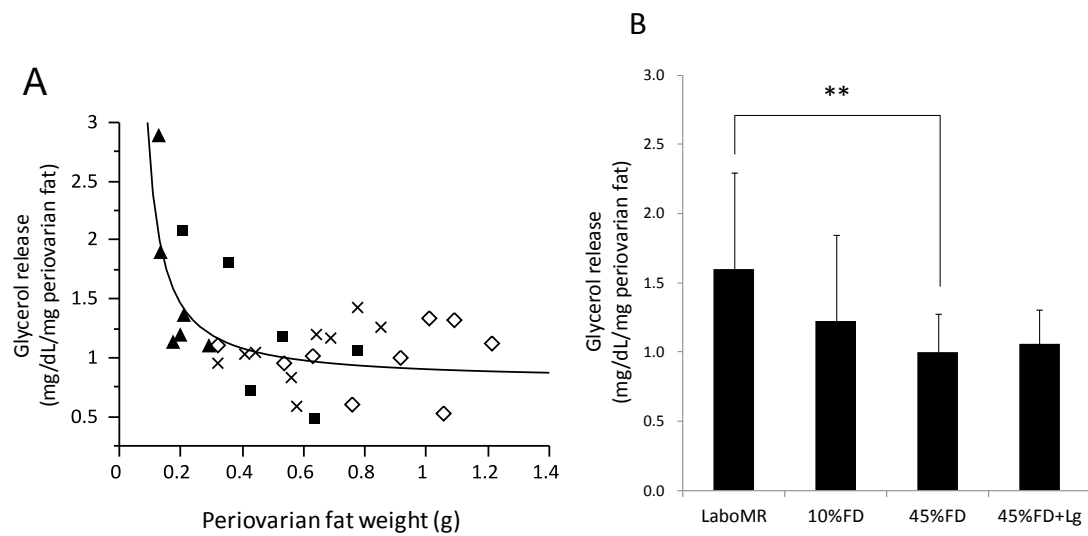 A
Glycerol release
(mg/dL/mg periovarian fat)
3
2.5
2
1.5
1
0.5
0
0.2
0.4
0.6
0.8
1
1.2
1.4
Periovarian fat weight (g)
B
Glycerol release
(mg/dL/mg periovarian fat)
3.0
2.5
2.0
1.5
1.0
0.5
0.0
**
LaboMR
10%FD
45%FD
45%FD+Lg